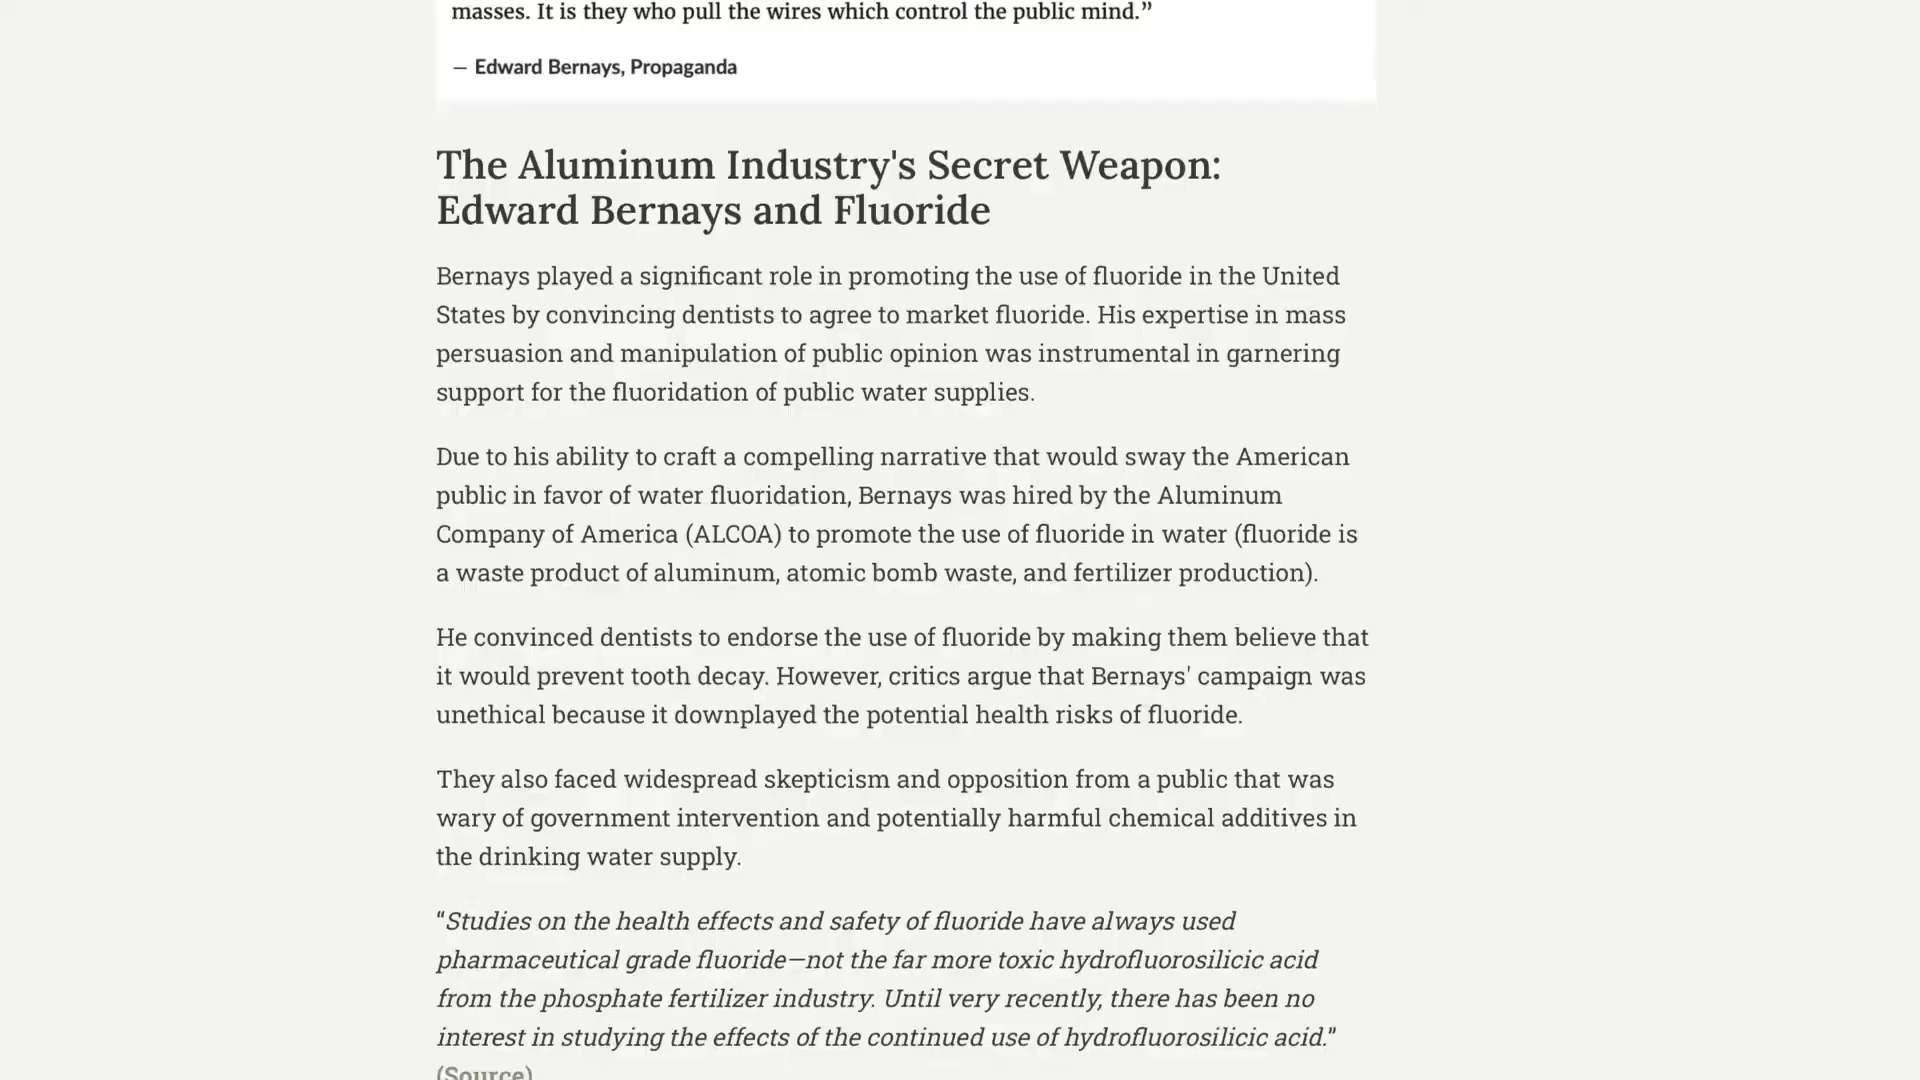 masses. It is they who pull the wires which control the public mind.”
— Edward Bernays, Propaganda
The Aluminum Industry's Secret Weapon:
Edward Bernays and Fluoride
Bernays played a significant role in promoting the use of fluoride in the United
States by convincing dentists to agree to market fluoride. His expertise in mass
persuasion and manipulation of public opinion was instrumental in garnering
support for the fluoridation of public water supplies.
Due to his ability to craft a compelling narrative that would sway the American
public in favor of water fluoridation, Bernays was hired by the Aluminum
Company of America (ALCOA) to promote the use of fluoride in water (fluoride is
a waste product of aluminum, atomic bomb waste, and fertilizer production).
He convinced dentists to endorse the use of fluoride by making them believe that
it would prevent tooth decay. However, critics argue that Bernays' campaign was
unethical because it downplayed the potential health risks of fluoride.
They also faced widespread skepticism and opposition from a public that was
wary of government intervention and potentially harmful chemical additives in
the drinking water supply.
“Studies on the health effects and safety of fluoride have always used
pharmaceutical grade fluoride—not the far more toxic hydrofluorosilicic acid
from the phosphate fertilizer industry. Until very recently, there has been no
interest in studying the effects of the continued use of hydrofluorosilicic acid.”
(Source)